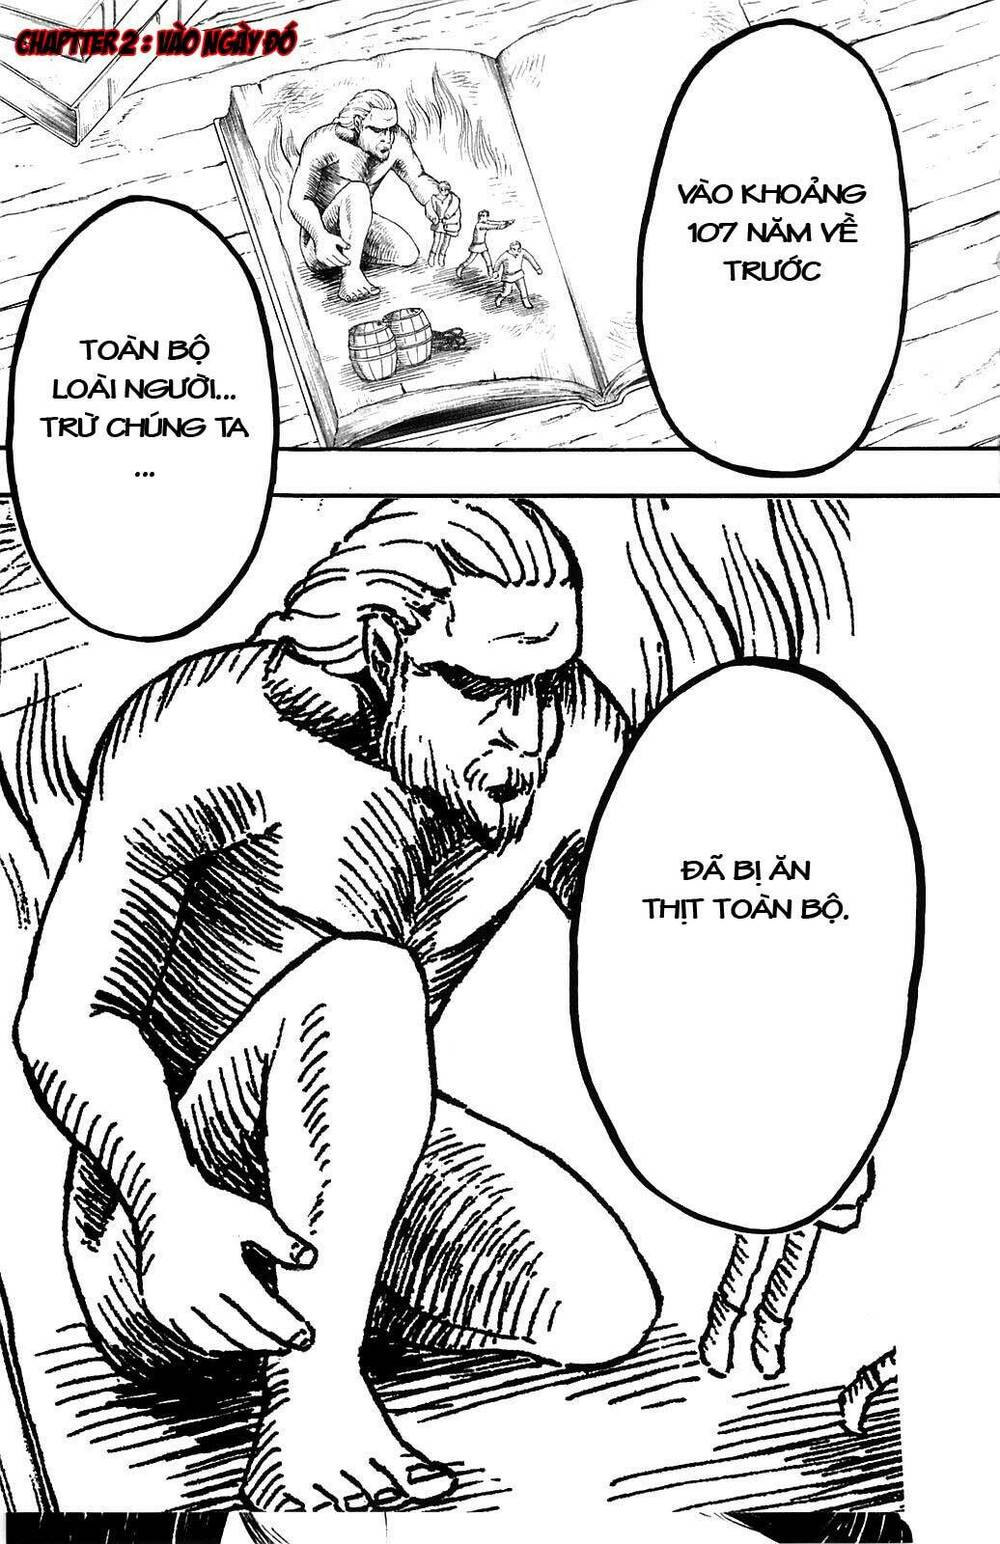 CHAPTTER 2 : VÀO NGÀY ĐÓ
VÀO KHOẢNG
107 NĂM VỀ
TRƯỚC
TOÀN BỘ
LOÀI NGƯỜI...
TRỪ CHÚNG TA
...
ĐÃ BỊ ĂN
THỊT TOÀN BỘ.